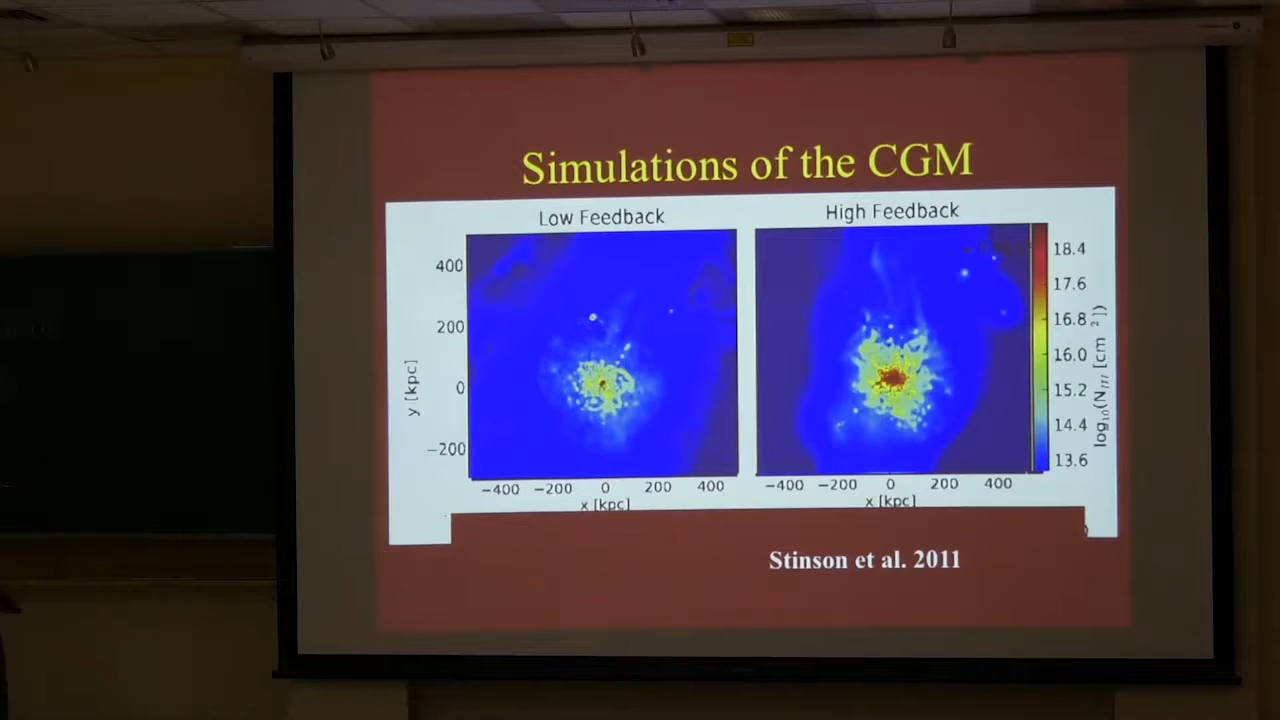 Simulations of the CGM
Low Feedback
High Feedback
400
200
0
−200
y [kpc]
−400 −200 0 200 400
x [kpc]
−400 −200 0 200 400
x [kpc]
18.4
17.6
16.8
16.0
15.2
14.4
13.6
Stinson et al. 2011